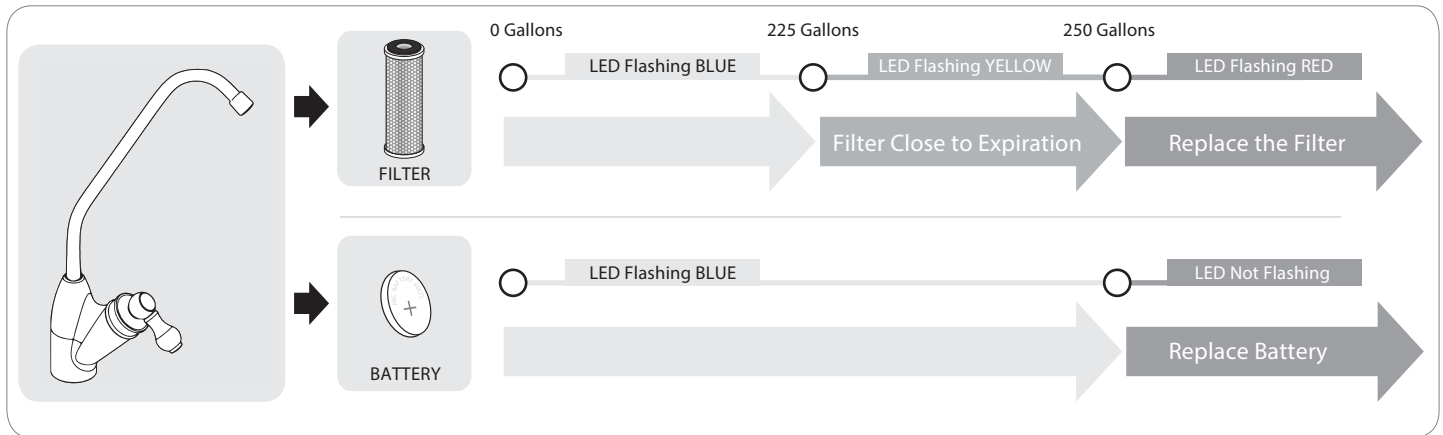 0 Gallons
225 Gallons
250 Gallons
LED Flashing BLUE
LED Flashing YELLOW
LED Flashing RED
Filter Close to Expiration
Replace the Filter
FILTER
LED Flashing BLUE
LED Not Flashing
Replace Battery
+
BATTERY